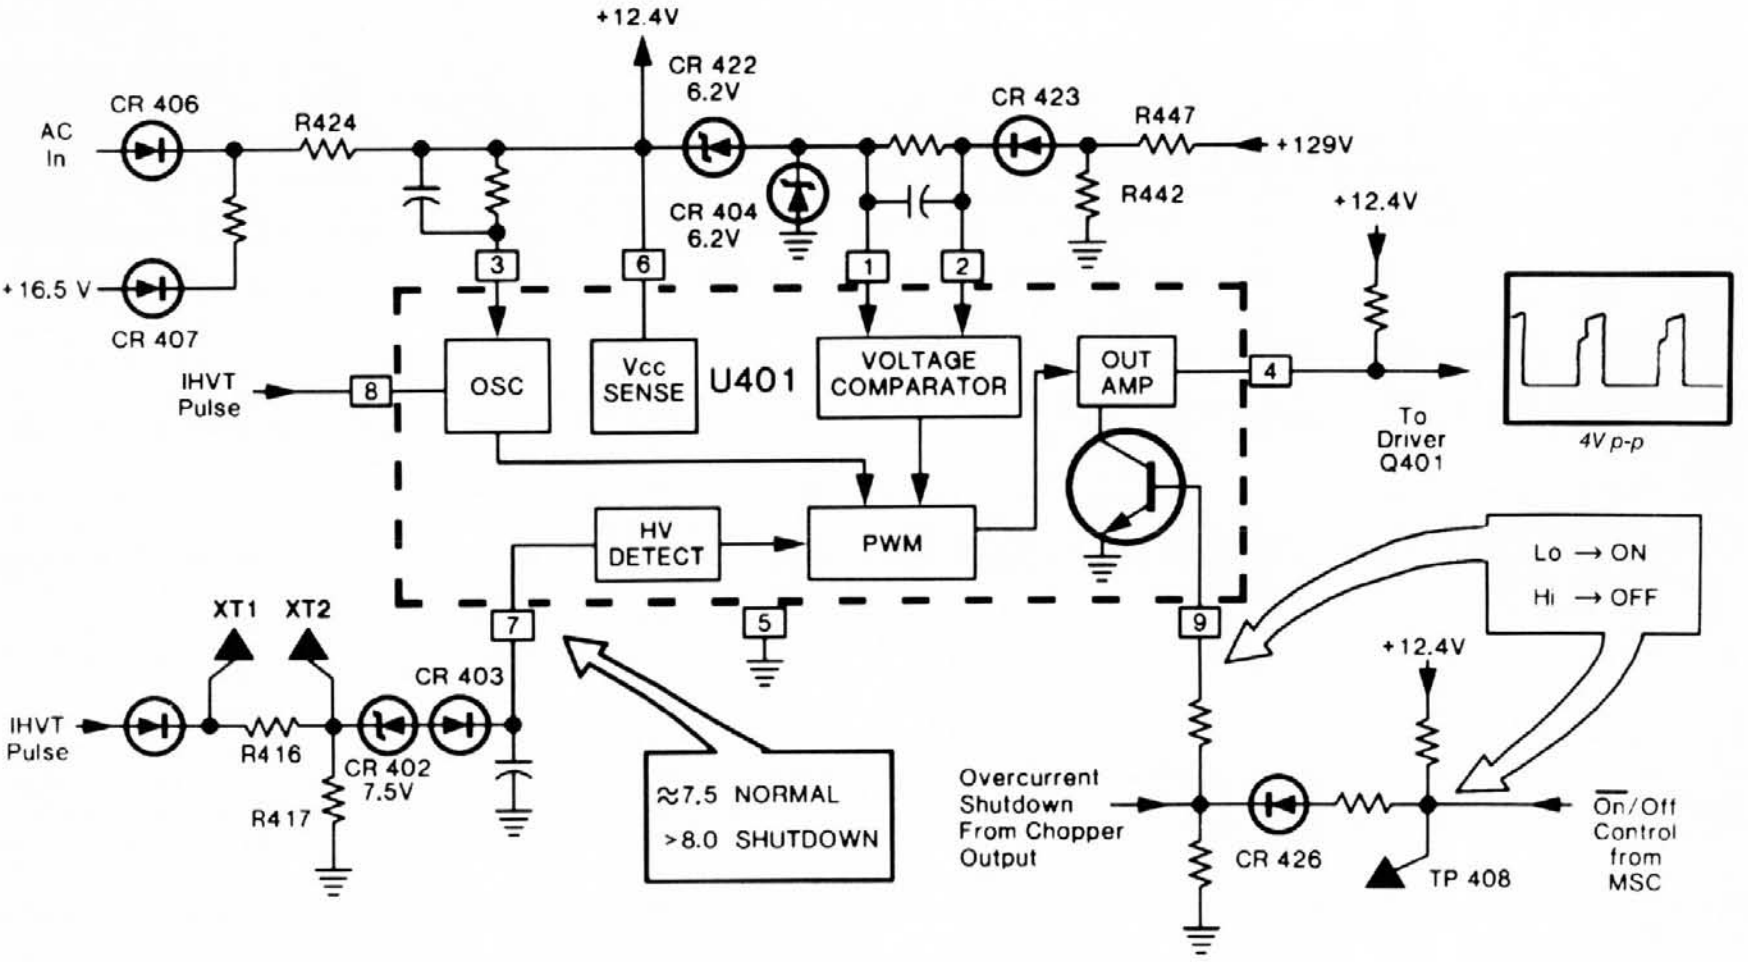 +12.4V
CR 422
6.2V
CR 406
AC
In
R424
CR 423
R447
+129V
R442
CR 404
6.2V
+12.4V
+16.5 V
CR 407
3
6
1
2
OSC
Vcc
SENSE
U401
VOLTAGE
COMPARATOR
OUT
AMP
4
IHVT
Pulse
8
To
Driver
Q401
4V p-p
HV
DETECT
PWM
Lo → ON
Hi → OFF
XT1
XT2
7
5
9
+12.4V
CR 403
IHVT
Pulse
R416
CR 402
7.5V
R417
≈7.5 NORMAL
>8.0 SHUTDOWN
Overcurrent
Shutdown
From Chopper
Output
CR 426
TP 408
O̅n̅/Off
Control
from
MSC